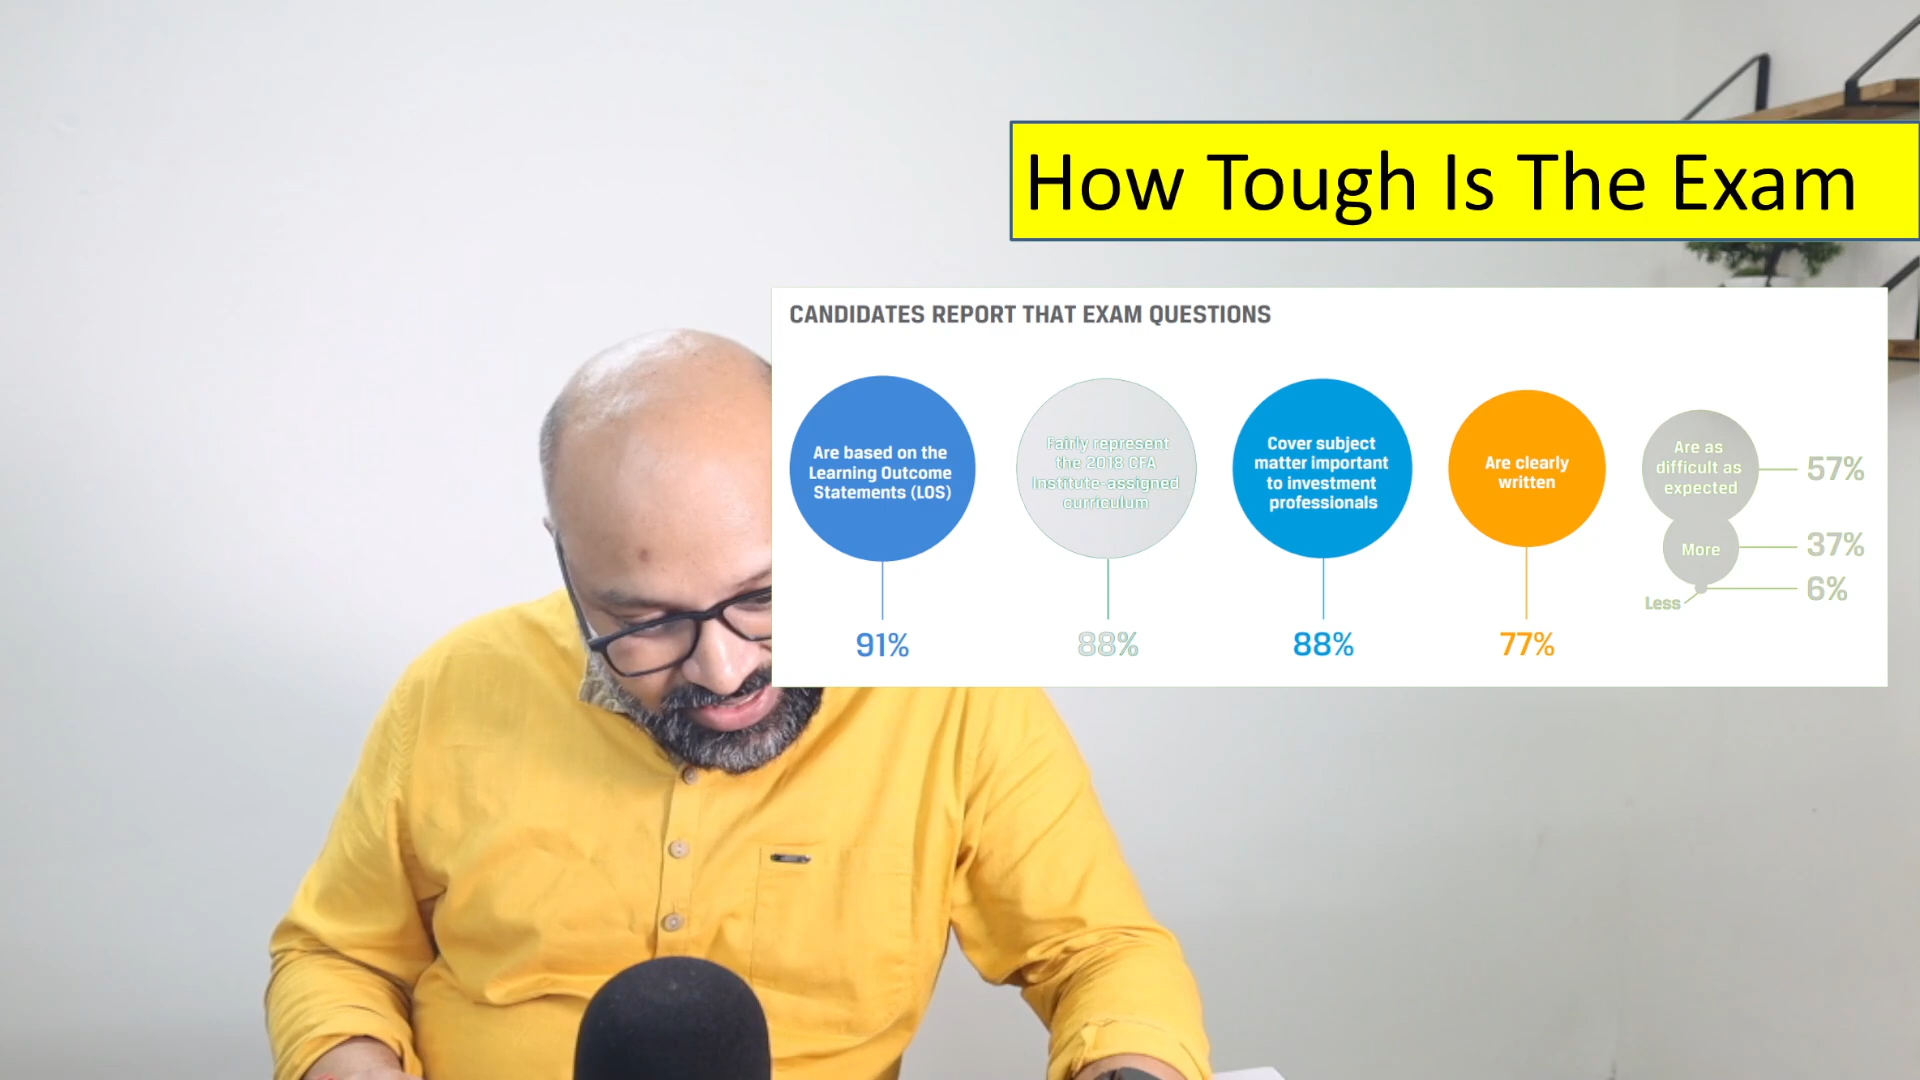 How Tough Is The Exam
CANDIDATES REPORT THAT EXAM QUESTIONS
Are based on the
Learning Outcome
Statements (LOS)
91%
Fairly represent
the 2018 CFA
Institute-assigned
curriculum
88%
Cover subject
matter important
to investment
professionals
88%
Are clearly
written
77%
Are as
difficult as
expected
57%
More
37%
Less
6%